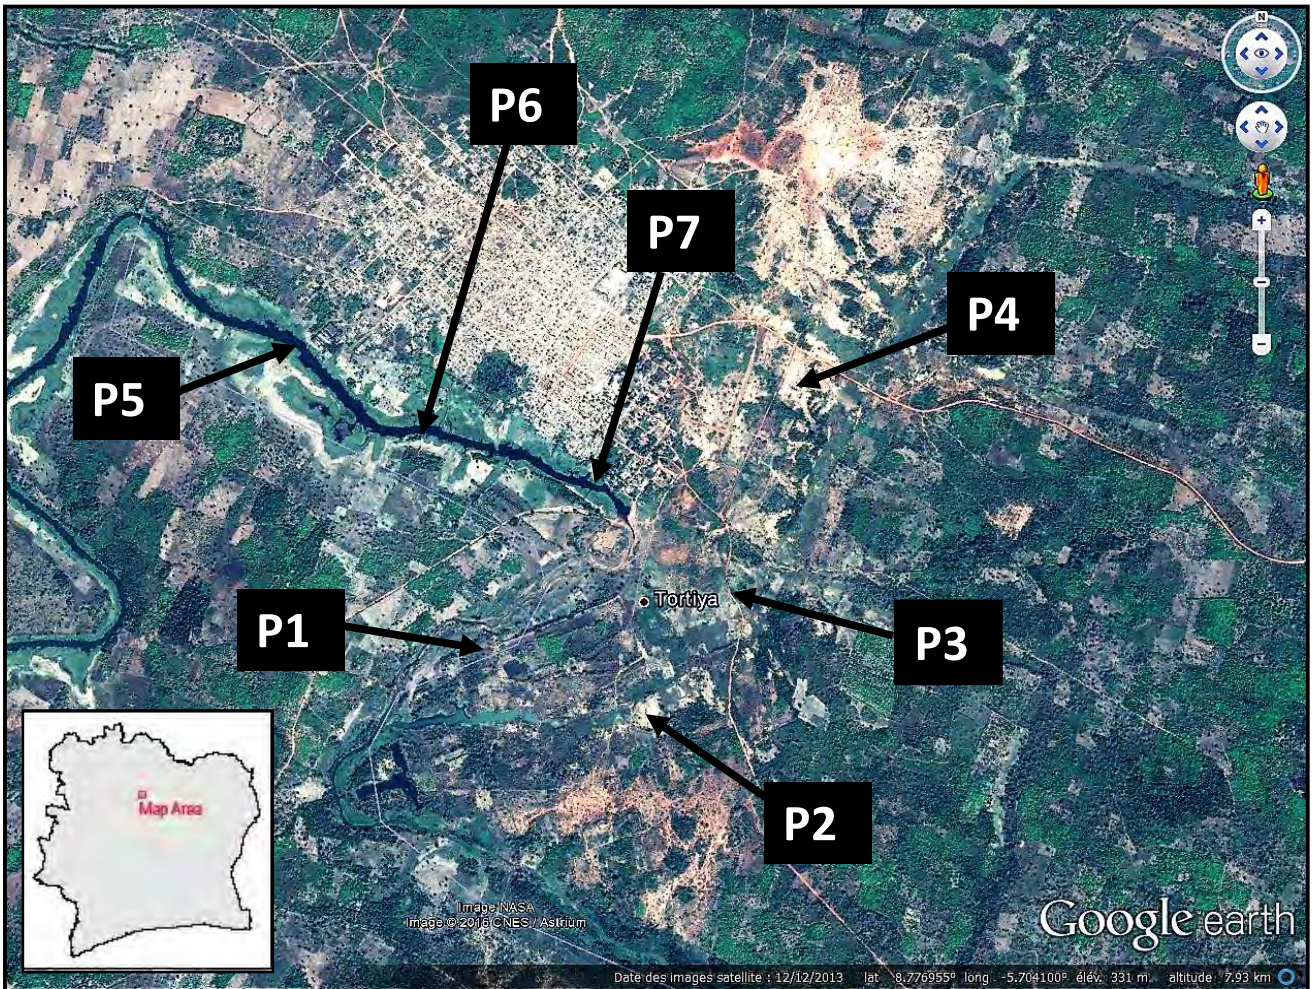 N
P6
P7
P4
P5
P1
Tortiya
P3
P2
Map Area
Image NASA
Image © 2016 CNES / Astrium
Google earth
Date des images satellite : 12/12/2013 lat 8.776955° long -5.704100° élév. 331 m altitude 7.93 km